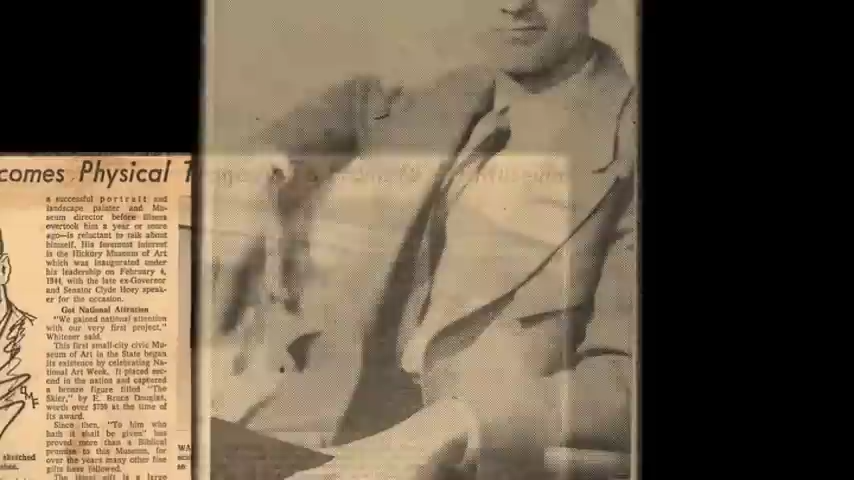 comes Physical
a successful portrait and
landscape painter and Mu-
seum director before illness
overtook him a year or more
ago—is reluctant to talk about
himself. His foremost interest
is the Hickory Museum of Art
which was inaugurated under
his leadership on February 4,
1944, with the late ex-Governor
and Senator Clyde Hoey speak-
er for the occasion.
Got National Attention
"We gained national attention
with our very first project,"
Whitener said.
This first small-city civic Mu-
seum of Art in the State began
its existence by celebrating Na-
tional Art Week. It placed sec-
ond in the nation and captured
a bronze figure titled "The
Skier," by E. Bruce Douglas,
worth over $750 at the time of
its award.
Since then, "To him who
hath it shall be given" has
proved more than a Biblical
promise to this Museum, for
over the years many other fine
gifts have followed.
sketched
WA